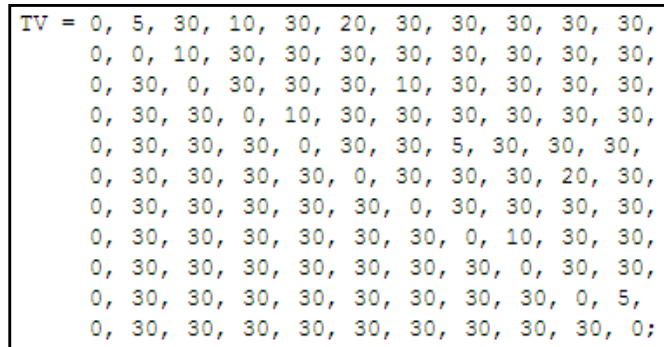 TV = 0, 5, 30, 10, 30, 20, 30, 30, 30, 30, 30,
0, 0, 10, 30, 30, 30, 30, 30, 30, 30, 30,
0, 30, 0, 30, 30, 30, 10, 30, 30, 30, 30,
0, 30, 30, 0, 10, 30, 30, 30, 30, 30, 30,
0, 30, 30, 30, 0, 30, 30, 5, 30, 30, 30,
0, 30, 30, 30, 30, 0, 30, 30, 30, 20, 30,
0, 30, 30, 30, 30, 30, 0, 30, 30, 30, 30,
0, 30, 30, 30, 30, 30, 30, 0, 10, 30, 30,
0, 30, 30, 30, 30, 30, 30, 30, 0, 30, 30,
0, 30, 30, 30, 30, 30, 30, 30, 30, 0, 5,
0, 30, 30, 30, 30, 30, 30, 30, 30, 30, 0;